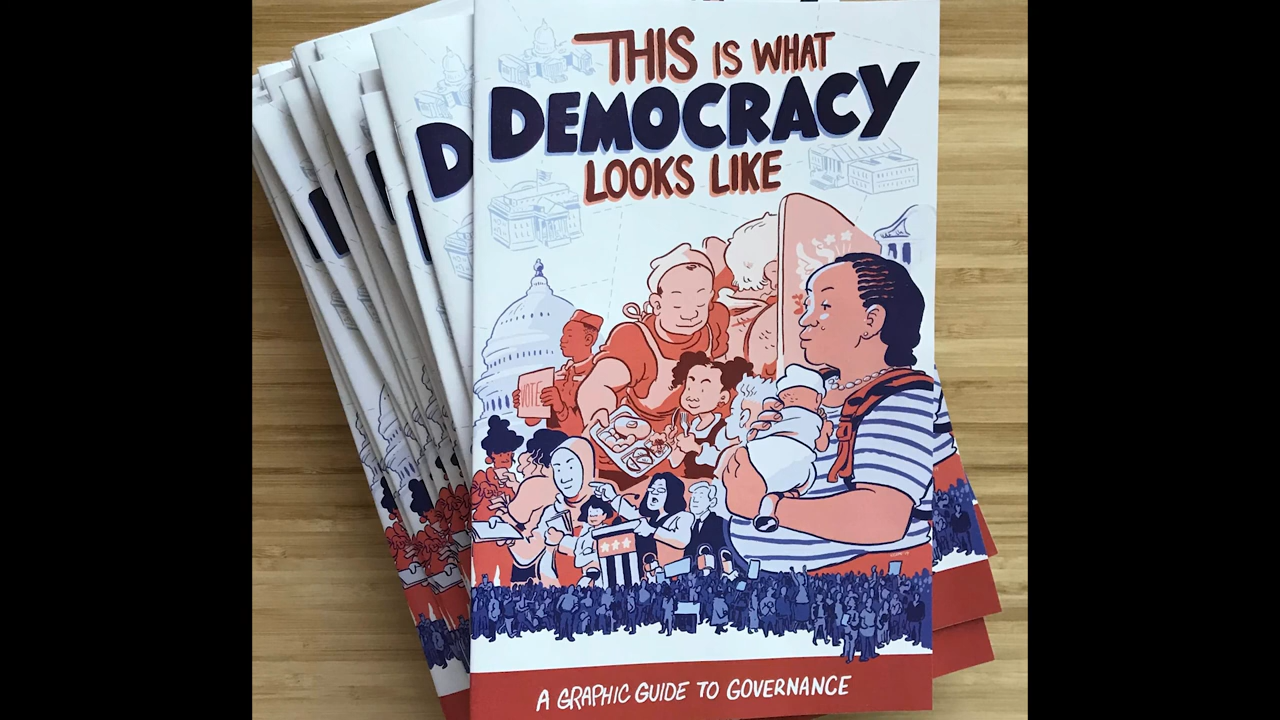 THIS IS WHAT
DEMOCRACY
LOOKS LIKE
VOTE
A GRAPHIC GUIDE TO GOVERNANCE
D